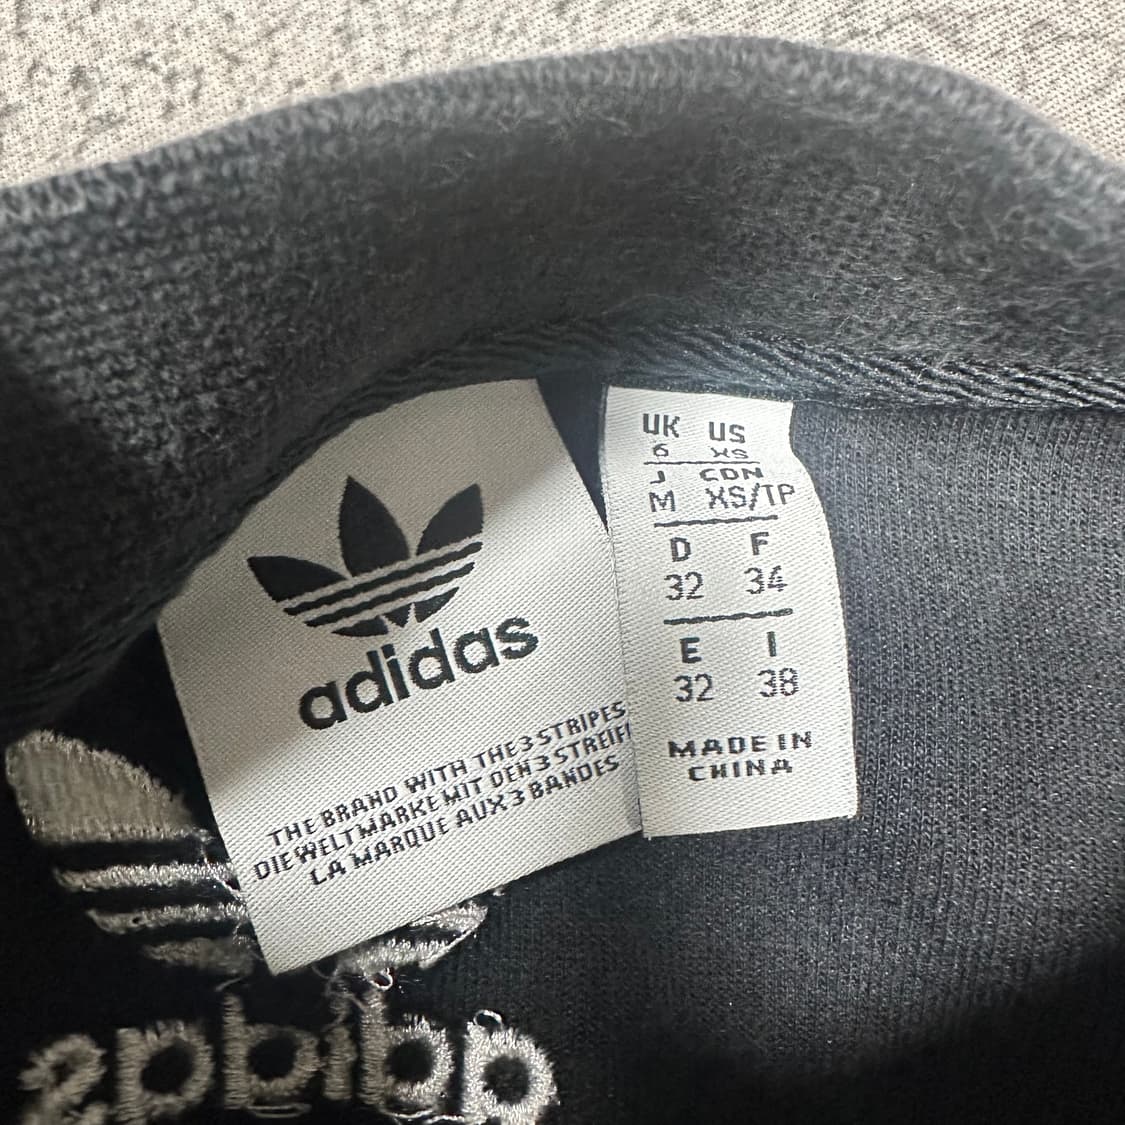 adidas
THE BRAND WITH THE 3 STRIPES
DIE WELTMARKE MIT DEN 3 STREIF
LA MARQUE AUX 3 BANDES
UK US
6 XS
J CDN
M XS/TP
D F
32 34
E I
32 38
MADE IN
CHINA
adidas